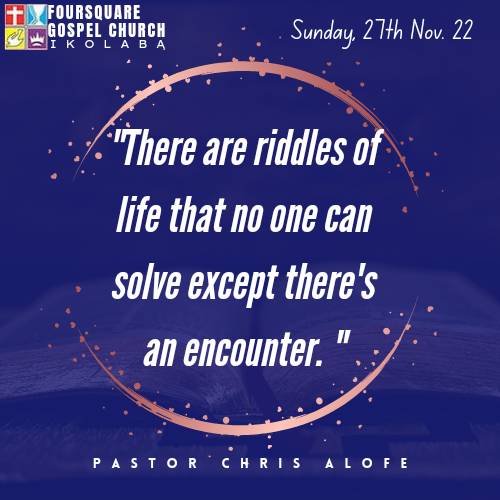 FOURSQUARE
GOSPEL CHURCH
IKOLABA
Sunday, 27th Nov. 22
"There are riddles of
life that no one can
solve except there's
an encounter. "
PASTOR CHRIS ALOFE